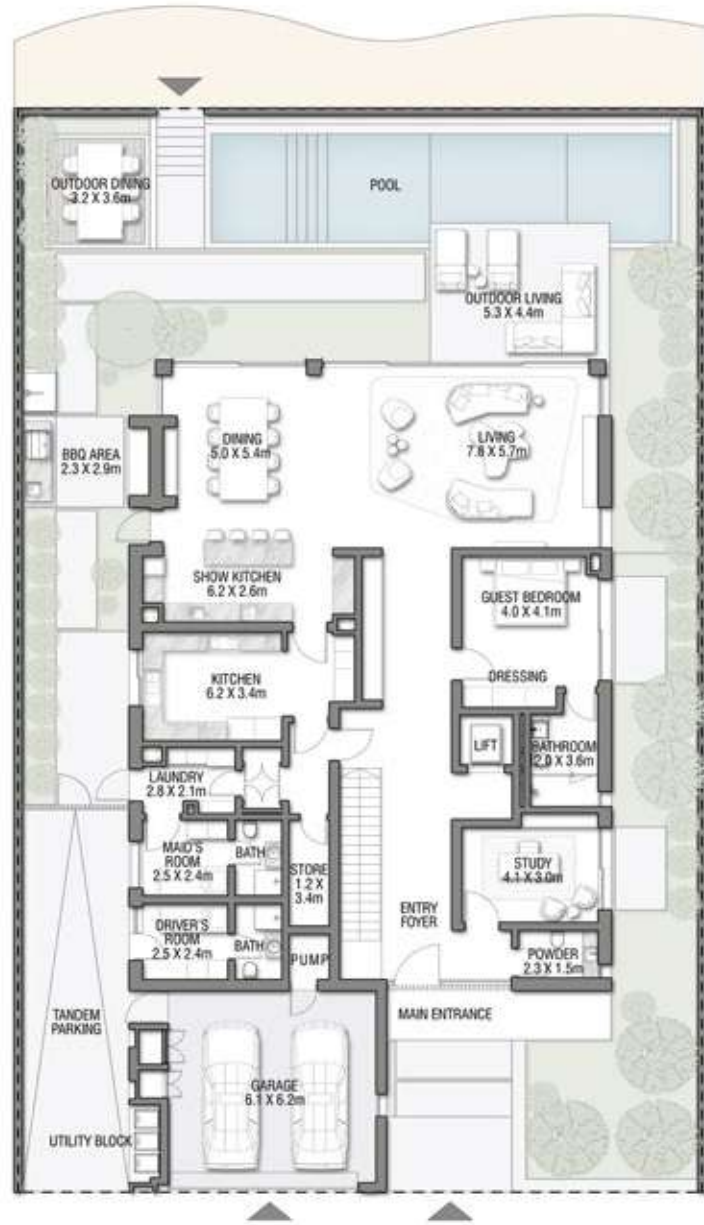 POOL
OUTDOOR DINING
3.2 X 3.6m
OUTDOOR LIVING
5.3 X 4.4m
BBQ AREA
2.3 X 2.9m
DINING
5.0 X 5.4m
LIVING
7.8 X 5.7m
SHOW KITCHEN
6.2 X 2.6m
GUEST BEDROOM
4.0 X 4.1m
DRESSING
KITCHEN
6.2 X 3.4m
LIFT
BATHROOM
2.0 X 3.6m
LAUNDRY
2.8 X 2.1m
MAID'S
ROOM
2.5 X 2.4m
BATH
STORE
1.2 X
3.4m
STUDY
4.1 X 3.0m
ENTRY
FOYER
DRIVER'S
ROOM
2.5 X 2.4m
BATH
PUMP
POWDER
2.3 X 1.5m
TANDEM
PARKING
MAIN ENTRANCE
GARAGE
6.1 X 6.2m
UTILITY BLOCK